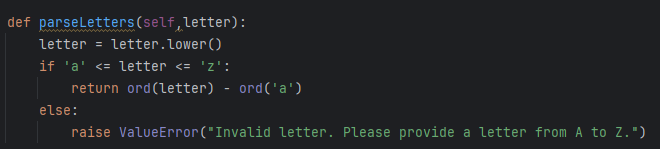 def parseLetters(self,letter):
    letter = letter.lower()
    if 'a' <= letter <= 'z':
        return ord(letter) - ord('a')
    else:
        raise ValueError("Invalid letter. Please provide a letter from A to Z.")